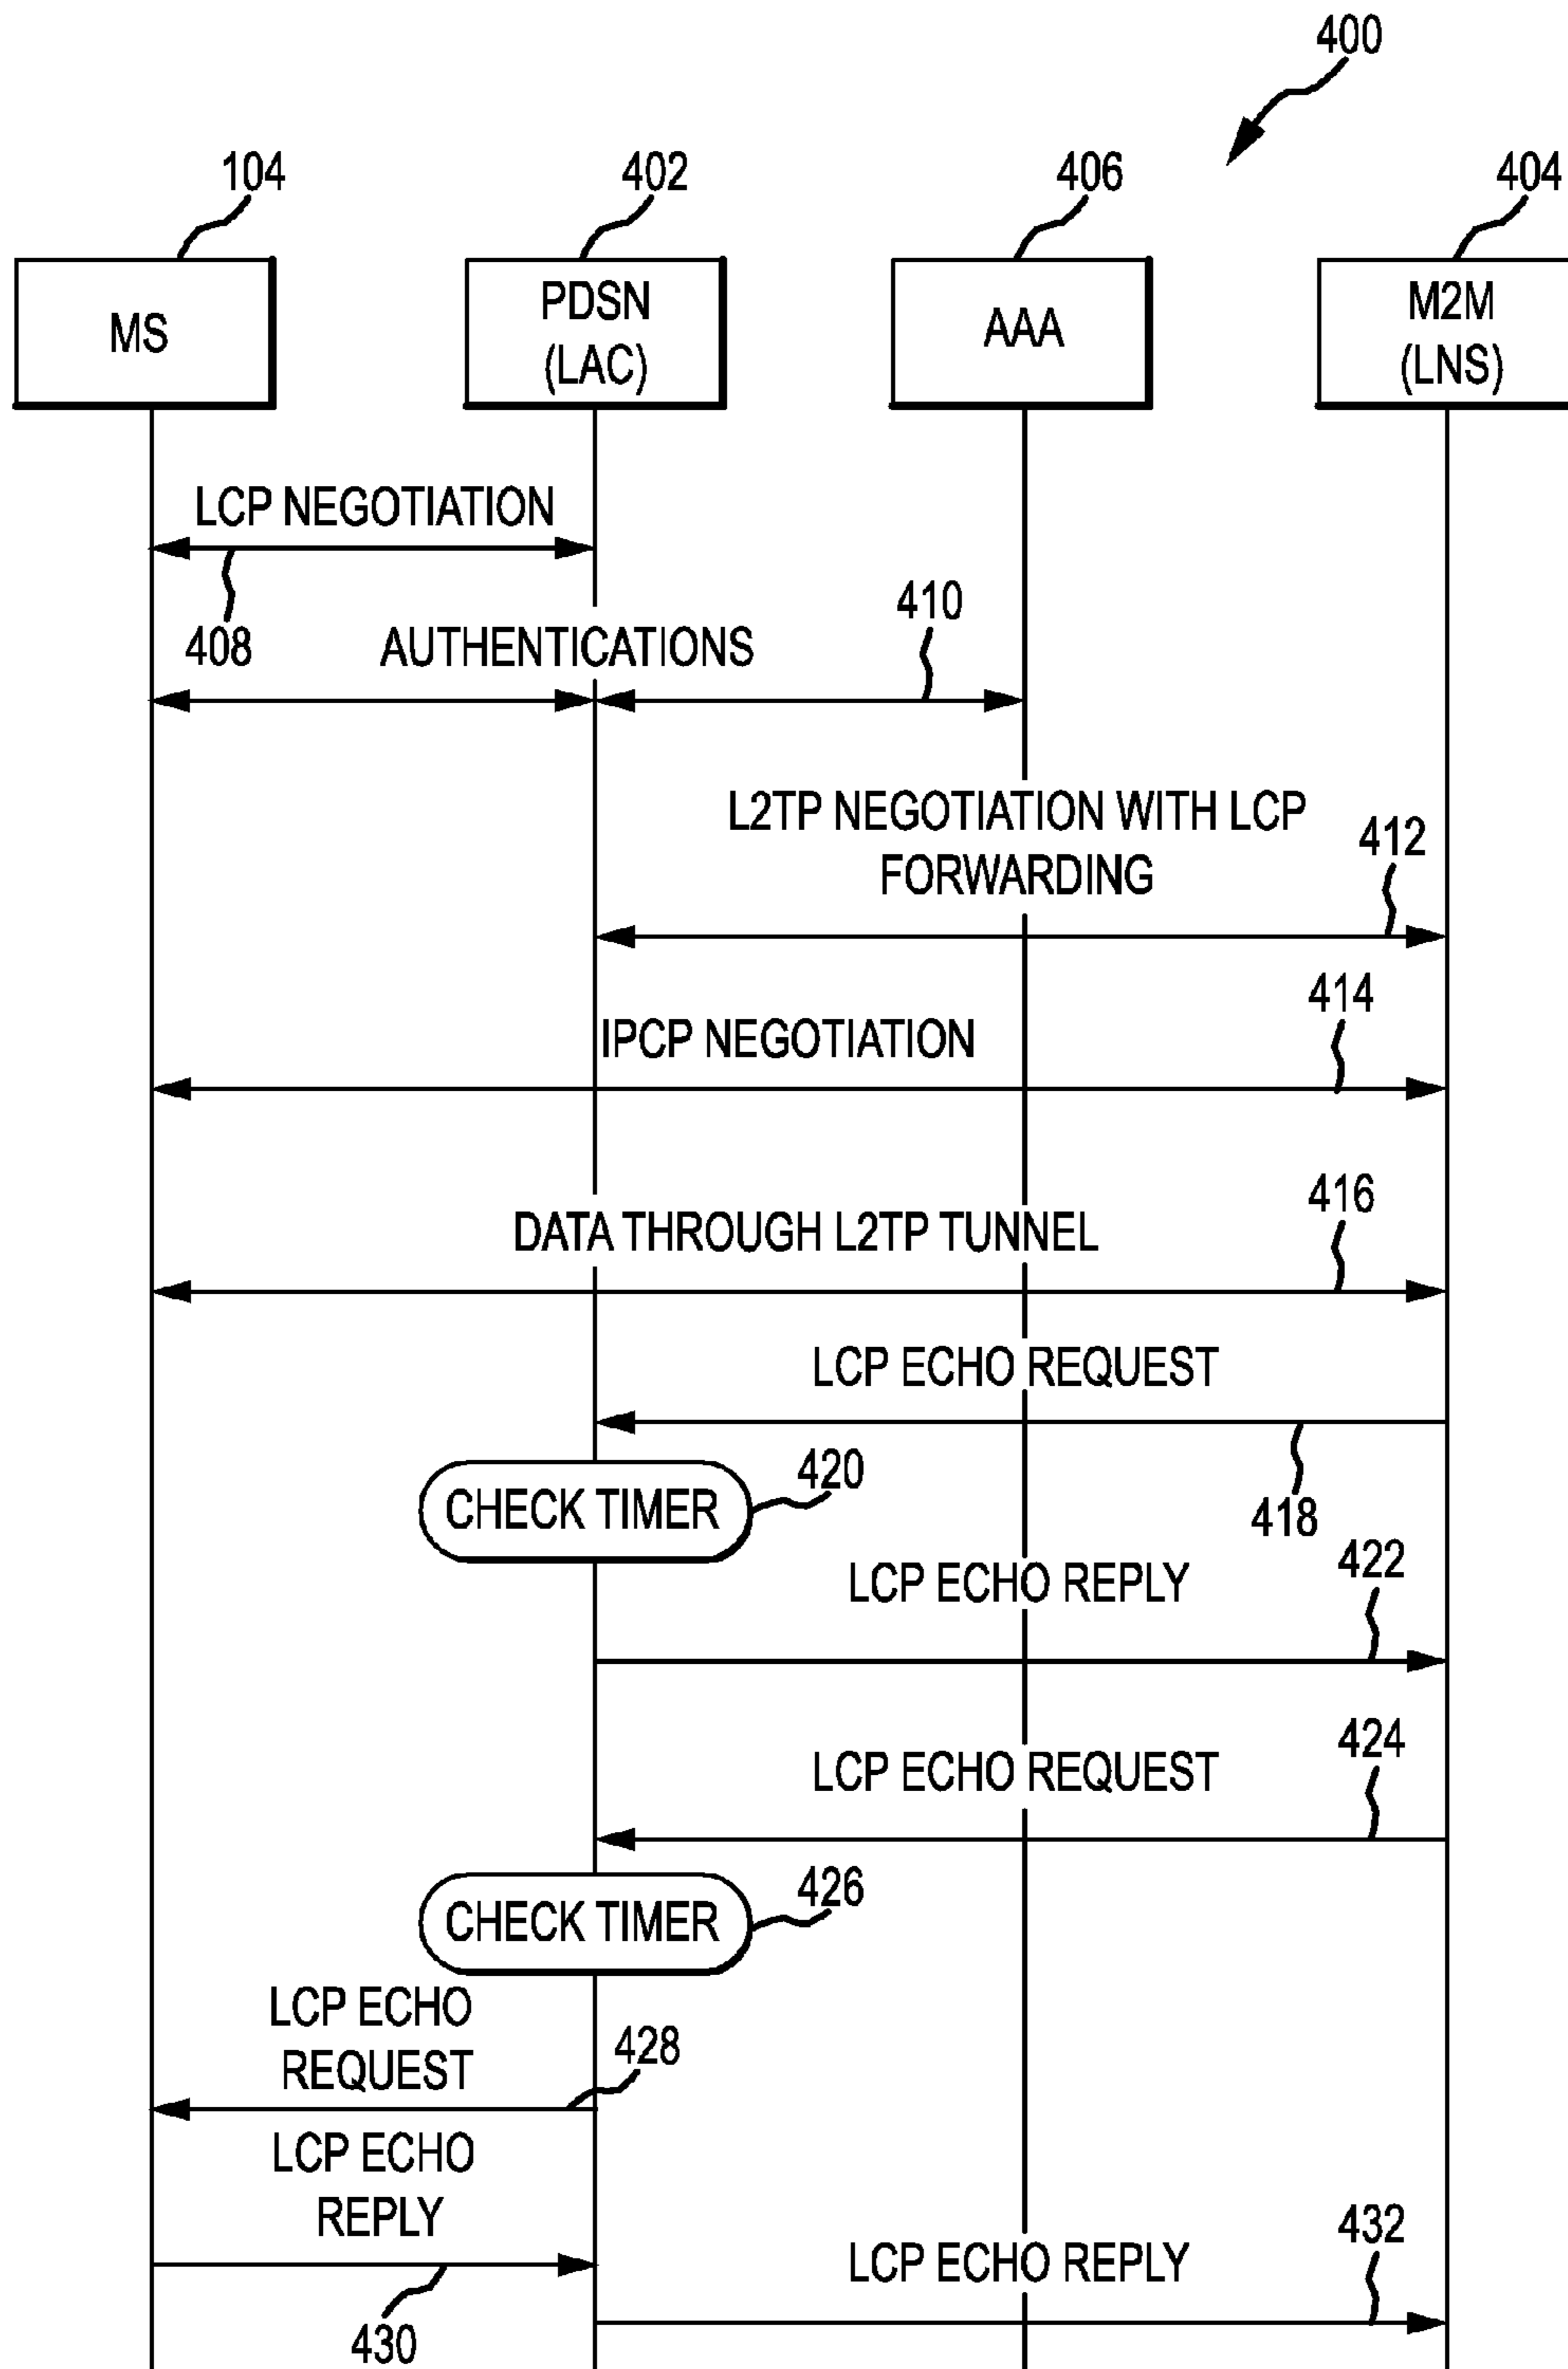 400
104
402
406
404
MS
PDSN
(LAC)
AAA
M2M
(LNS)
LCP NEGOTIATION
408
410
AUTHENTICATIONS
L2TP NEGOTIATION WITH LCP
FORWARDING
412
414
IPCP NEGOTIATION
416
DATA THROUGH L2TP TUNNEL
LCP ECHO REQUEST
418
CHECK TIMER
420
LCP ECHO REPLY
422
424
LCP ECHO REQUEST
CHECK TIMER
426
LCP ECHO
REQUEST
428
LCP ECHO
REPLY
430
LCP ECHO REPLY
432